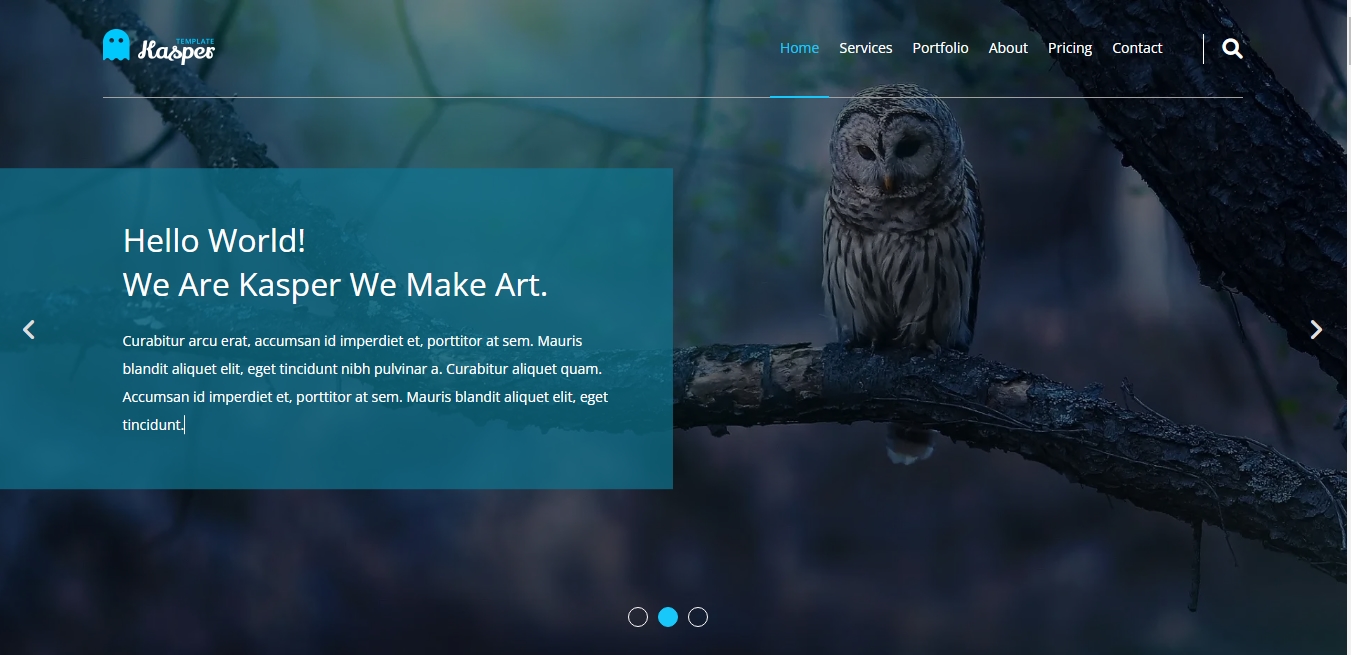 TEMPLATE
Kasper
Home Services Portfolio About Pricing Contact
Hello World!
We Are Kasper We Make Art.
Curabitur arcu erat, accumsan id imperdiet et, porttitor at sem. Mauris
blandit aliquet elit, eget tincidunt nibh pulvinar a. Curabitur aliquet quam.
Accumsan id imperdiet et, porttitor at sem. Mauris blandit aliquet elit, eget
tincidunt.